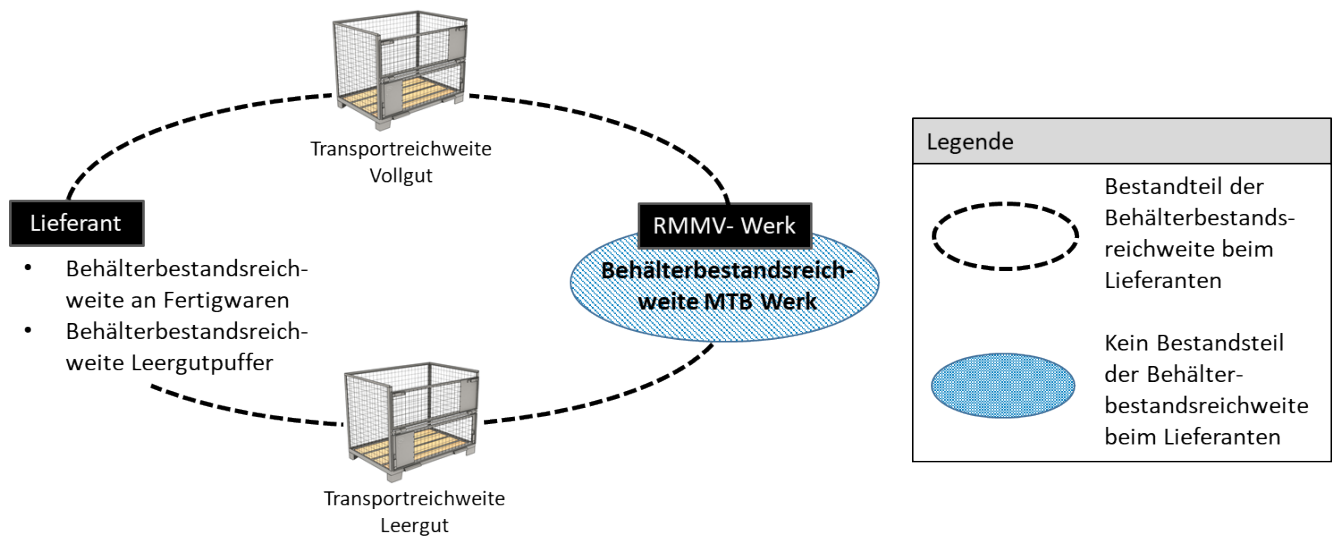 Transportreichweite
Vollgut
Lieferant
• Behälterbestandsreich-
weite an Fertigwaren
• Behälterbestandsreich-
weite Leergutpuffer
RMMV- Werk
Behälterbestandsreich-
weite MTB Werk
Transportreichweite
Leergut
Legende
Bestandteil der
Behälterbestands-
reichweite beim
Lieferanten
Kein Bestandsteil
der Behälter-
bestandsreichweite
beim Lieferanten